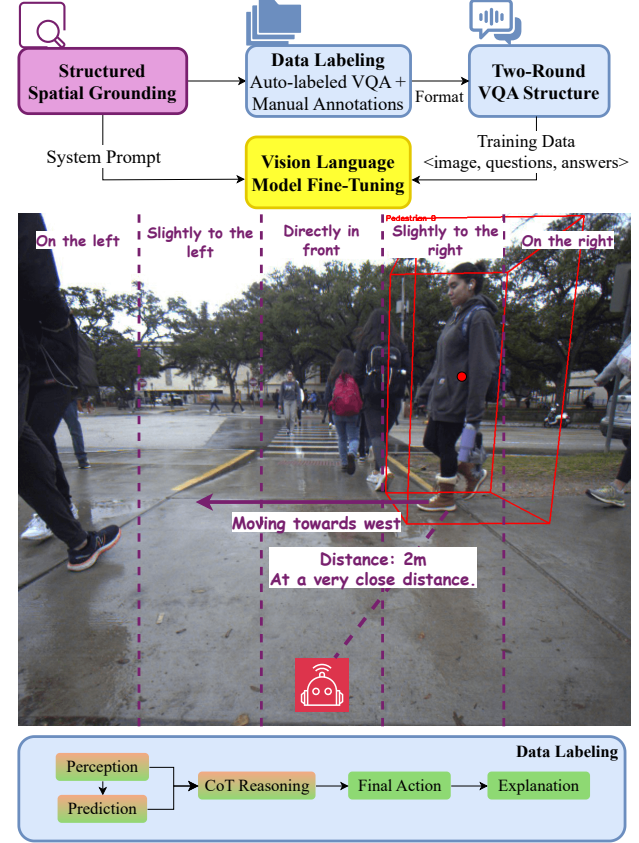 Structured
Spatial Grounding
Data Labeling
Auto-labeled VQA +
Manual Annotations
Format
Two-Round
VQA Structure
System Prompt
Vision Language
Model Fine-Tuning
Training Data
<image, questions, answers>
Pedestrian 8
On the left
Slightly to the
left
Directly in
front
Slightly to the
right
On the right
Moving towards west
Distance: 2m
At a very close distance.
Data Labeling
Perception
Prediction
CoT Reasoning
Final Action
Explanation